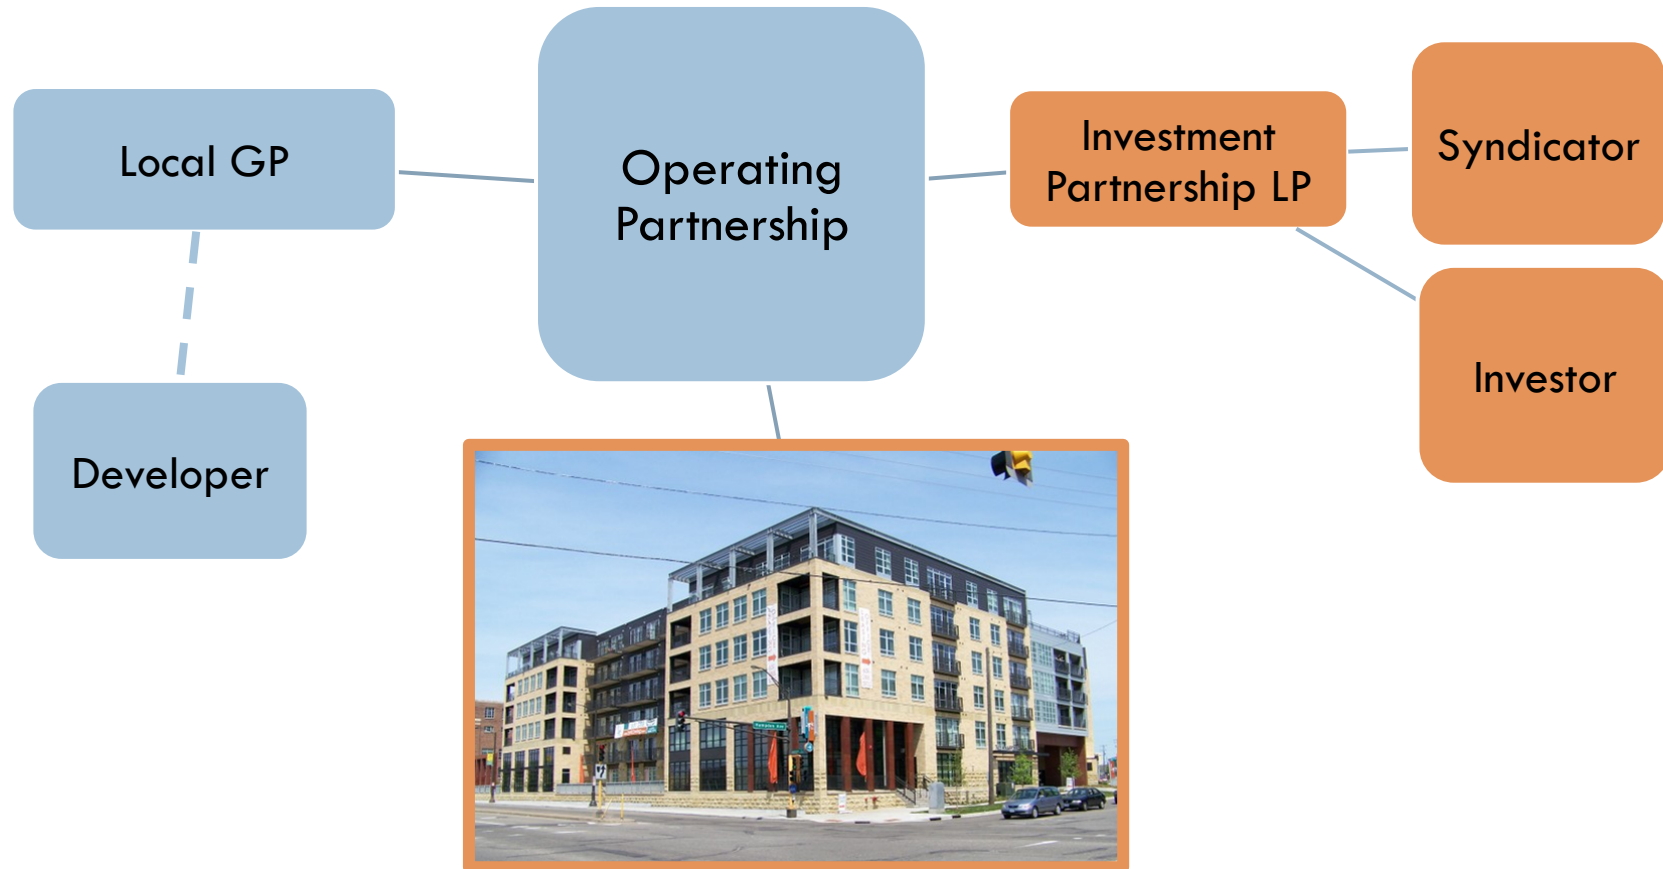 Local GP
Operating
Partnership
Investment
Partnership LP
Syndicator
Investor
Developer